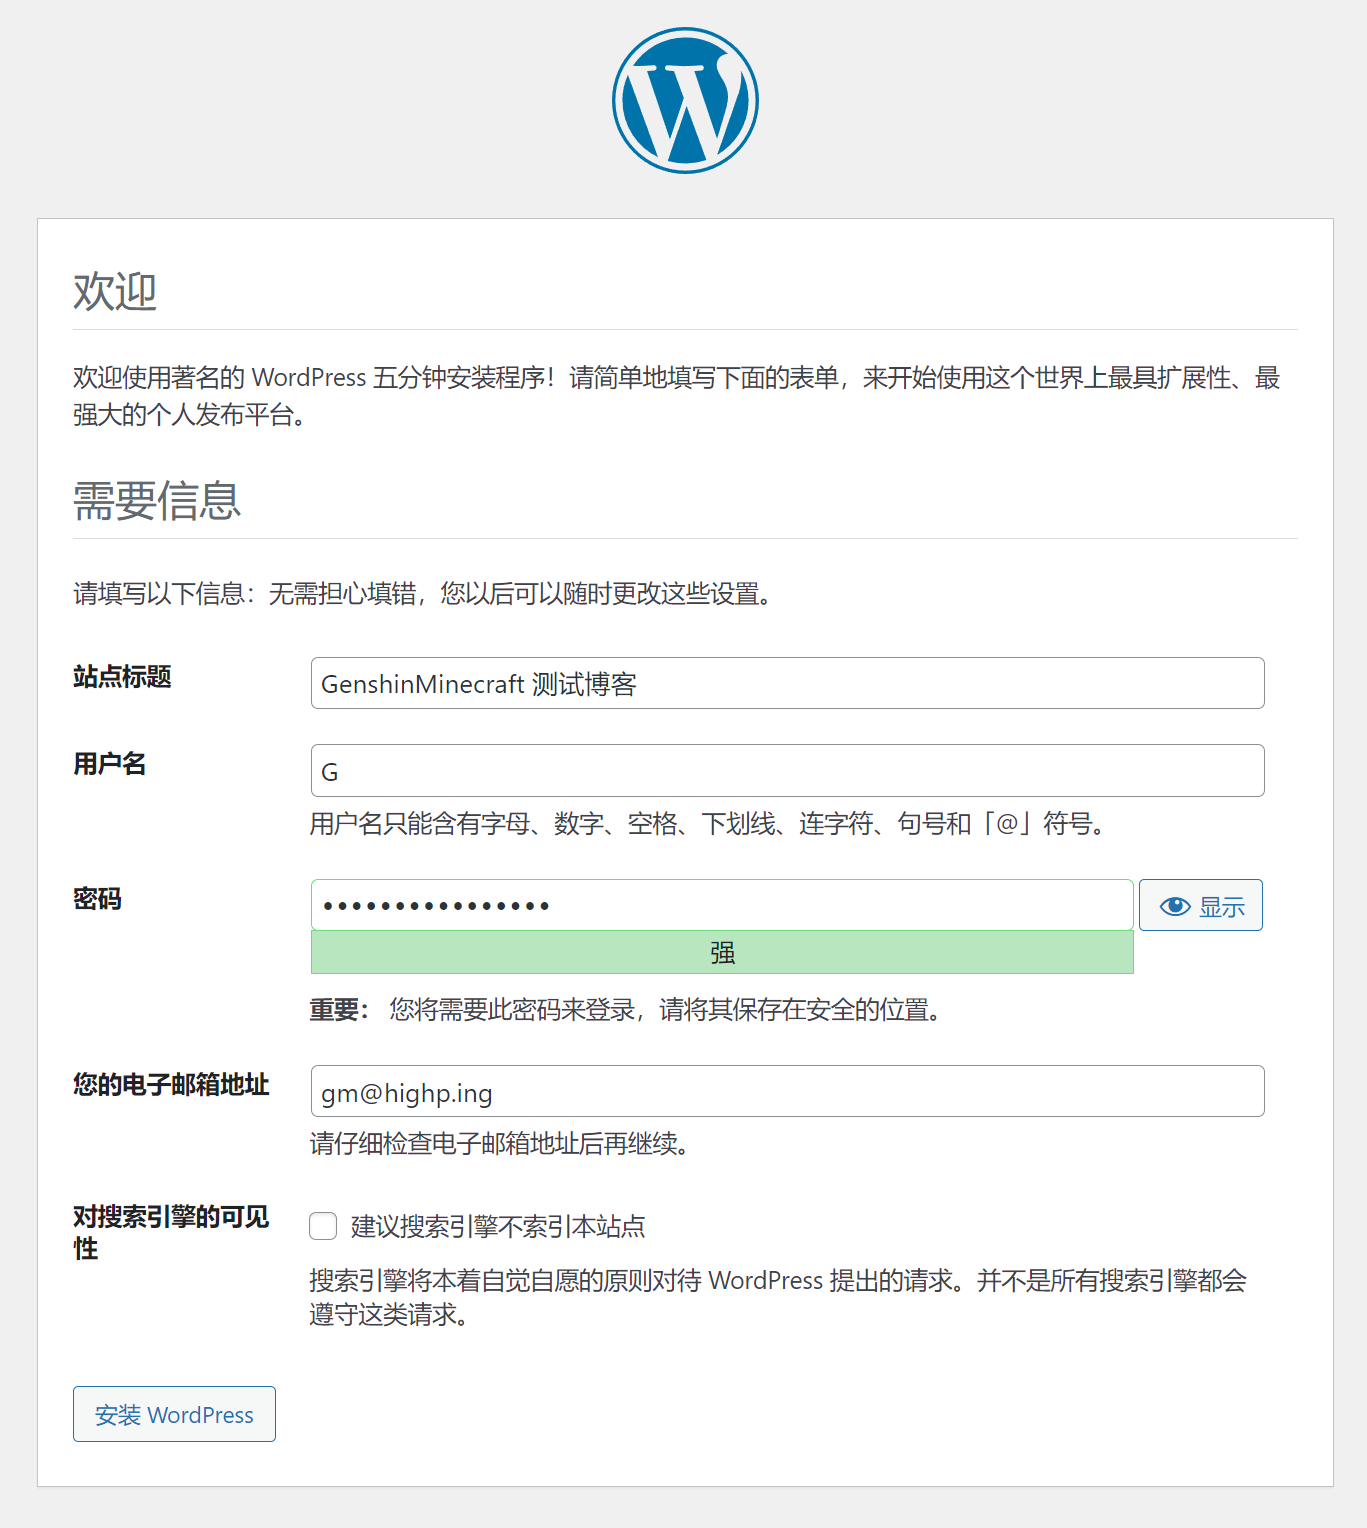 欢迎
欢迎使用著名的 WordPress 五分钟安装程序！请简单地填写下面的表单，来开始使用这个世界上最具扩展性、最
强大的个人发布平台。
需要信息
请填写以下信息：无需担心填错，您以后可以随时更改这些设置。
站点标题
GenshinMinecraft 测试博客
用户名
G
用户名只能含有字母、数字、空格、下划线、连字符、句号和「@」符号。
密码
••••••••••••••••
显示
强
重要： 您将需要此密码来登录，请将其保存在安全的位置。
您的电子邮箱地址
gm@highp.ing
请仔细检查电子邮箱地址后再继续。
对搜索引擎的可见
性
建议搜索引擎不索引本站点
搜索引擎将本着自觉自愿的原则对待 WordPress 提出的请求。并不是所有搜索引擎都会
遵守这类请求。
安装 WordPress